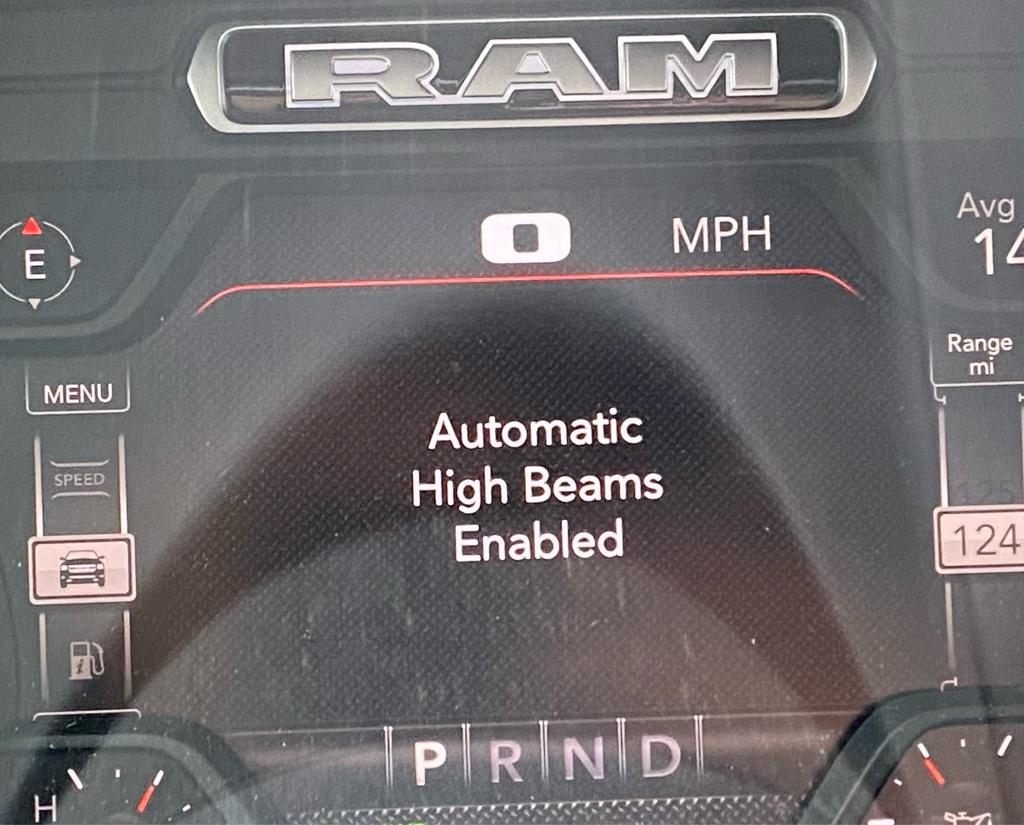 RAM
0 MPH
E
Avg
14
MENU
Range
mi
SPEED
Automatic
High Beams
Enabled
124
P R N D
H